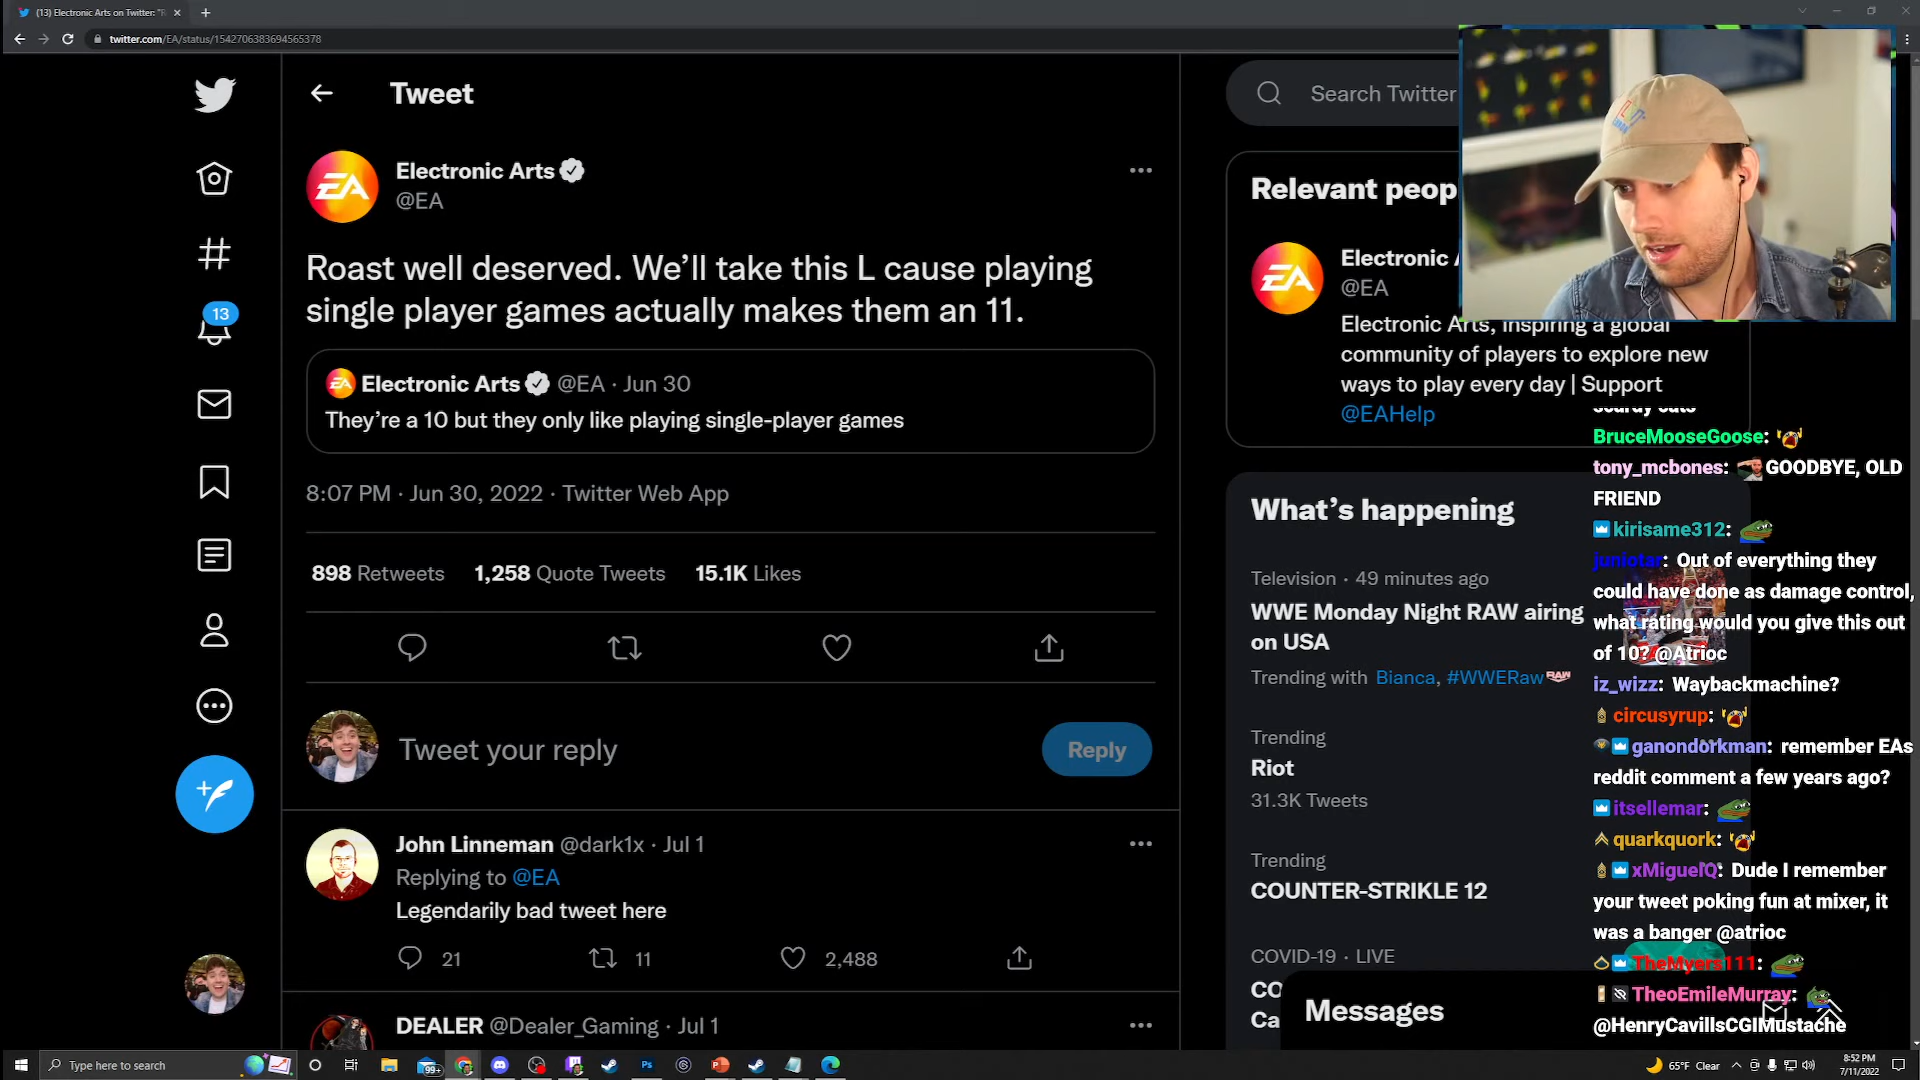 (13) Electronic Arts on Twitter: "R
twitter.com/EA/status/1542706383694565378
Tweet
Search Twitter
Electronic Arts
@EA
Roast well deserved. We'll take this L cause playing
single player games actually makes them an 11.
Electronic Arts @EA · Jun 30
They're a 10 but they only like playing single-player games
8:07 PM · Jun 30, 2022 · Twitter Web App
898 Retweets 1,258 Quote Tweets 15.1K Likes
Tweet your reply
Reply
John Linneman @dark1x · Jul 1
Replying to @EA
Legendarily bad tweet here
21 11 2,488
DEALER @Dealer_Gaming · Jul 1
13
Relevant peop
Electronic A
@EA
Electronic Arts, Inspiring a global
community of players to explore new
ways to play every day | Support
@EAHelp
What's happening
Television · 49 minutes ago
WWE Monday Night RAW airing
on USA
Trending with Bianca, #WWERaw RAW
Trending
Riot
31.3K Tweets
Trending
COUNTER-STRIKLE 12
COVID-19 · LIVE
CO
Ca
Messages
scurdy cats
BruceMooseGoose:
tony_mcbones: GOODBYE, OLD
FRIEND
kirisame312:
juniotar: Out of everything they
could have done as damage control,
what rating would you give this out
of 10? @Atrioc
iz_wizz: Waybackmachine?
circusyrup:
ganondorkman: remember EAs
reddit comment a few years ago?
itsellemar:
quarkquork:
xMiguelQ: Dude I remember
your tweet poking fun at mixer, it
was a banger @atrioc
TheMyers111:
TheoEmileMurray:
@HenryCavillsCGIMustache
Type here to search
99+
65°F Clear
8:52 PM
7/11/2022